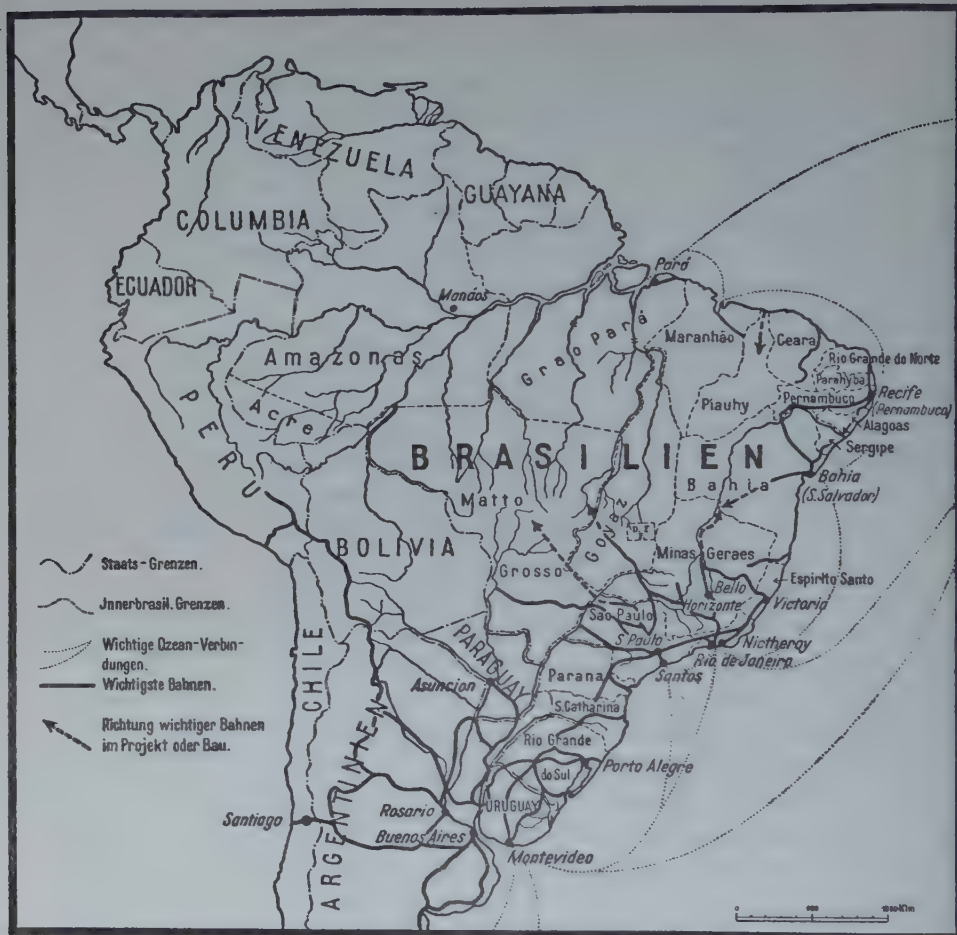 VENEZUELA
GUAYANA
COLUMBIA
ECUADOR
Manáos
Pará
Amazonas
Grao Pará
Maranhão
Ceara
Rio Grande do Norte
Parahyba
Pernambuco
Recife
(Pernambuco)
Alagoas
Sergipe
Piauhy
Acre
PERU
BRASILIEN
Bahia
Bahia
(S.Salvador)
Matto
Grosso
Goyaz
BOLIVIA
Minas Geraes
Espirito Santo
Bello
Horizonte
Victoria
São Paulo
S. Paulo
Nictheroy
Rio de Janeiro
Santos
PARAGUAY
Asuncion
Parana
S.Catharina
Rio Grande
do Sul
Porto Alegre
CHILE
ARGENTINIEN
URUGUAY
Santiago
Rosario
Buenos Aires
Montevideo
Staats-Grenzen.
Jnnerbrasil. Grenzen.
Wichtige Ozean-Verbin-
dungen.
Wichtigste Bahnen.
Richtung wichtiger Bahnen
im Projekt oder Bau.
0